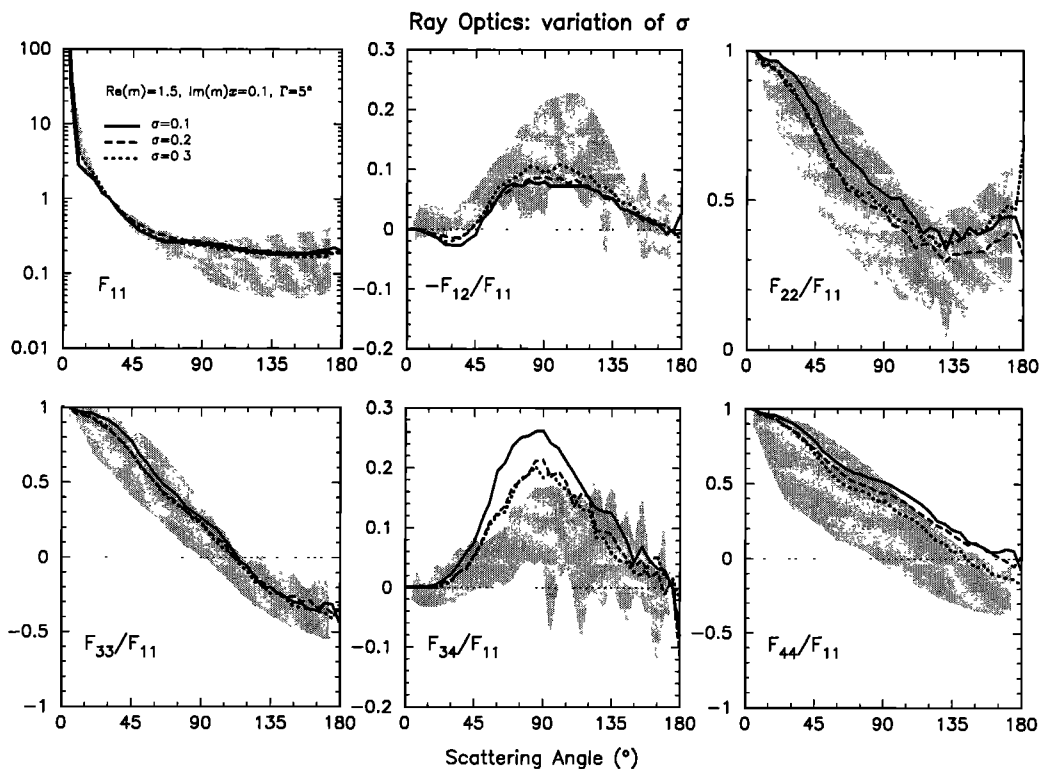 Ray Optics: variation of σ
100
10
1
0.1
0.01
Re(m)=1.5, Im(m)x=0.1, Γ=5°
σ=0.1
σ=0.2
σ=0.3
F11
0 45 90 135 180
0.3
0.2
0.1
0
−0.1
−0.2
−F12/F11
0 45 90 135 180
1
0.5
0
F22/F11
0 45 90 135 180
1
0.5
0
−0.5
−1
F33/F11
0 45 90 135 180
0.3
0.2
0.1
0
−0.1
−0.2
F34/F11
0 45 90 135 180
1
0.5
0
−0.5
−1
F44/F11
0 45 90 135 180
Scattering Angle (°)